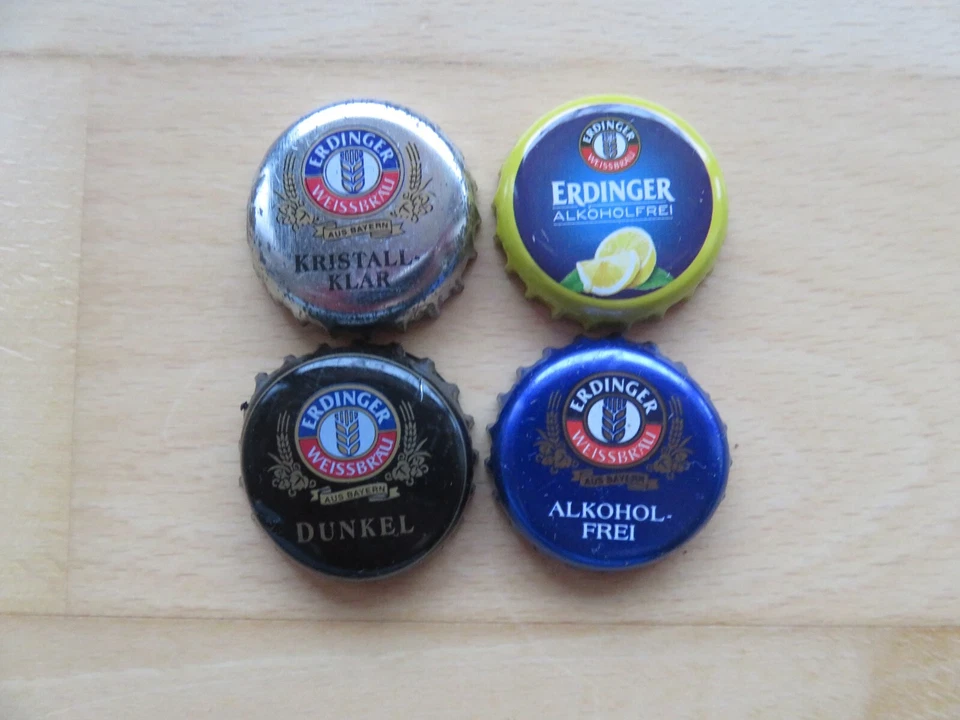 ERDINGER
WEISSBRÄU
AUS BAYERN
KRISTALL-
KLAR
ERDINGER
WEISSBRÄU
ERDINGER
ALKOHOLFREI
ERDINGER
WEISSBRÄU
AUS BAYERN
DUNKEL
ERDINGER
WEISSBRÄU
AUS BAYERN
ALKOHOL-
FREI